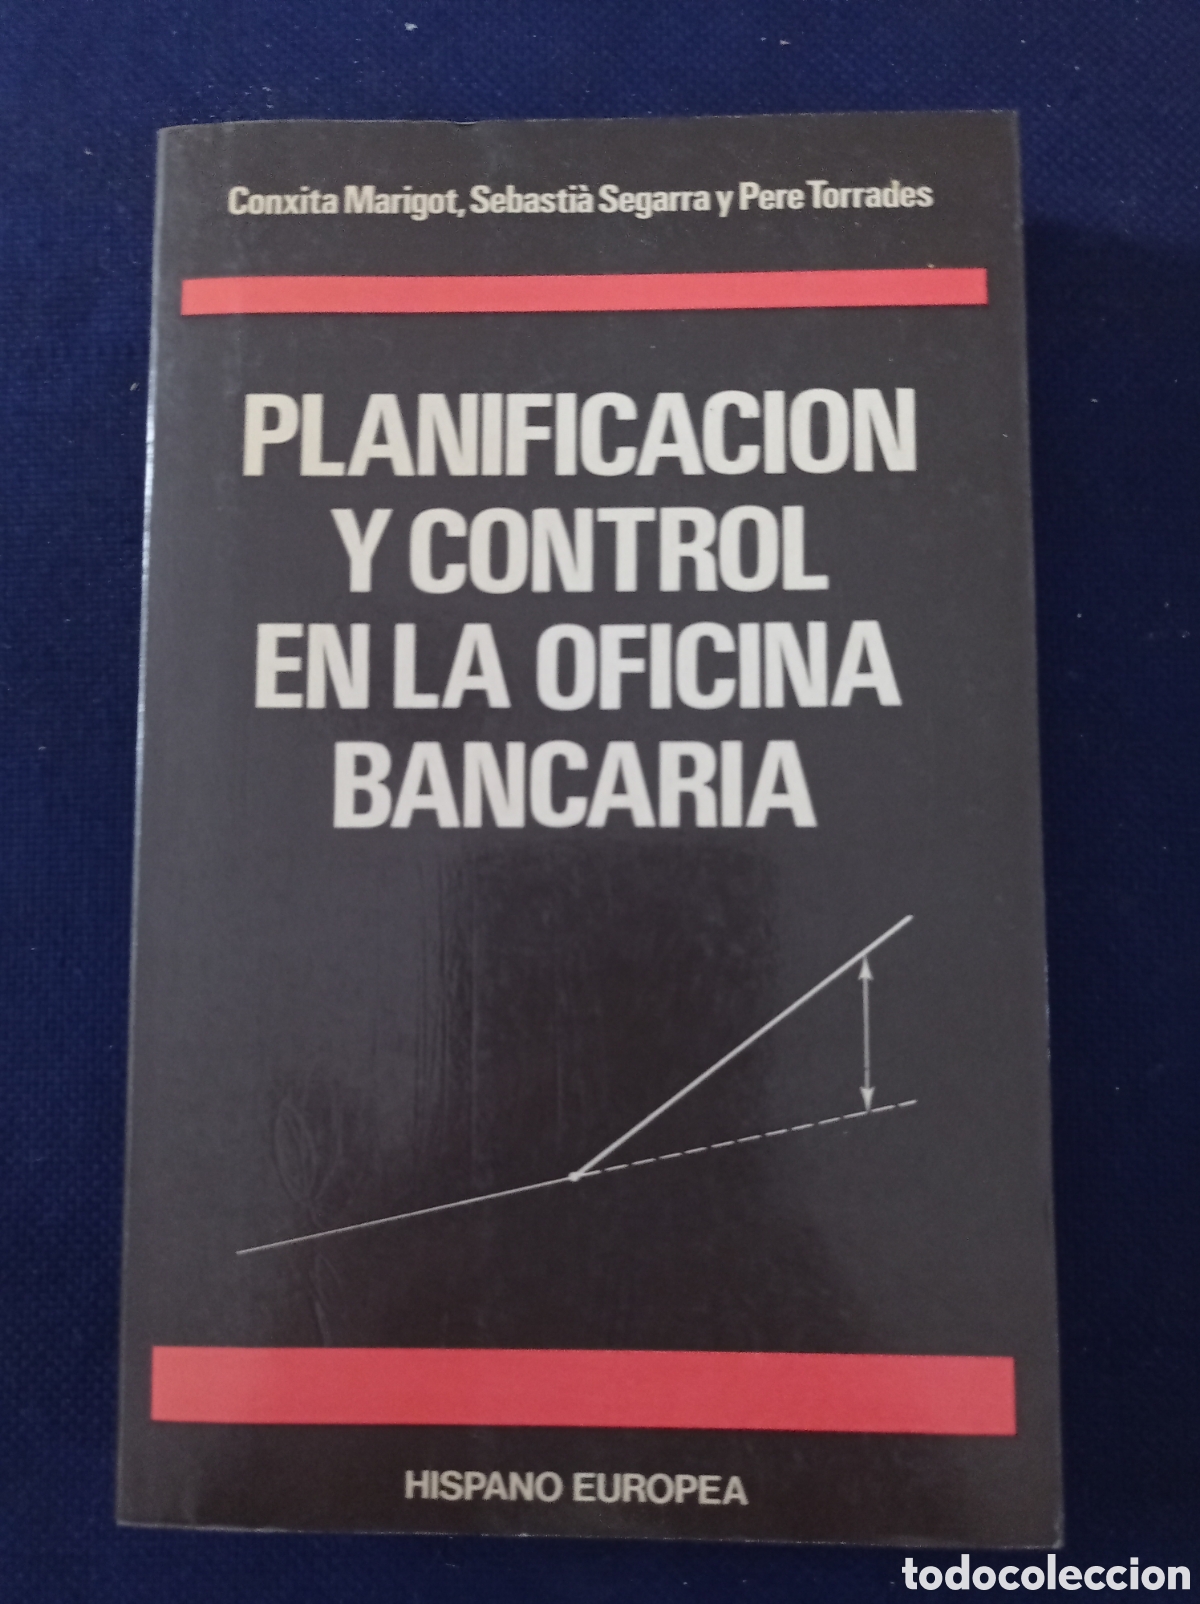 Conxita Marigot, Sebastià Segarra y Pere Torrades
PLANIFICACION
Y CONTROL
EN LA OFICINA
BANCARIA
HISPANO EUROPEA
todocoleccion